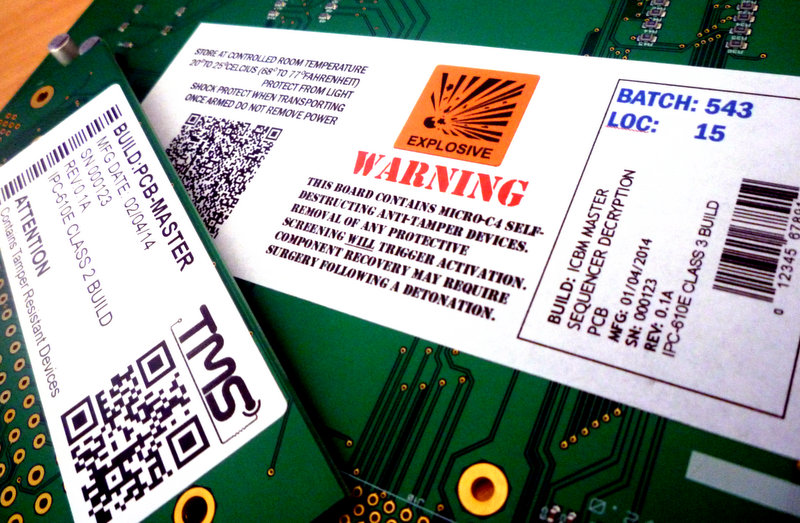 BUILD:PCB-MASTER
MFG DATE: 02/04/14
SN 000123
REV 0.1A
IPC-610E CLASS 2 BUILD
ATTENTION
Contains Tamper Resistant Devices
TMS
STORE AT CONTROLLED ROOM TEMPERATURE
20°TO 25°CELCIUS (68° TO 77°FAHRENHEIT)
PROTECT FROM LIGHT
SHOCK PROTECT WHEN TRANSPORTING
ONCE ARMED DO NOT REMOVE POWER
EXPLOSIVE
WARNING
THIS BOARD CONTAINS MICRO-C4 SELF-
DESTRUCTING ANTI-TAMPER DEVICES.
REMOVAL OF ANY PROTECTIVE
SCREENING WILL TRIGGER ACTIVATION.
COMPONENT RECOVERY MAY REQUIRE
SURGERY FOLLOWING A DETONATION.
BATCH: 543
LOC: 15
BUILD: ICBM MASTER
SEQUENCER DECRYPTION
PCB
MFG: 01/04/2014
SN: 000123
REV: 0.1A
IPC-610E CLASS 3 BUILD